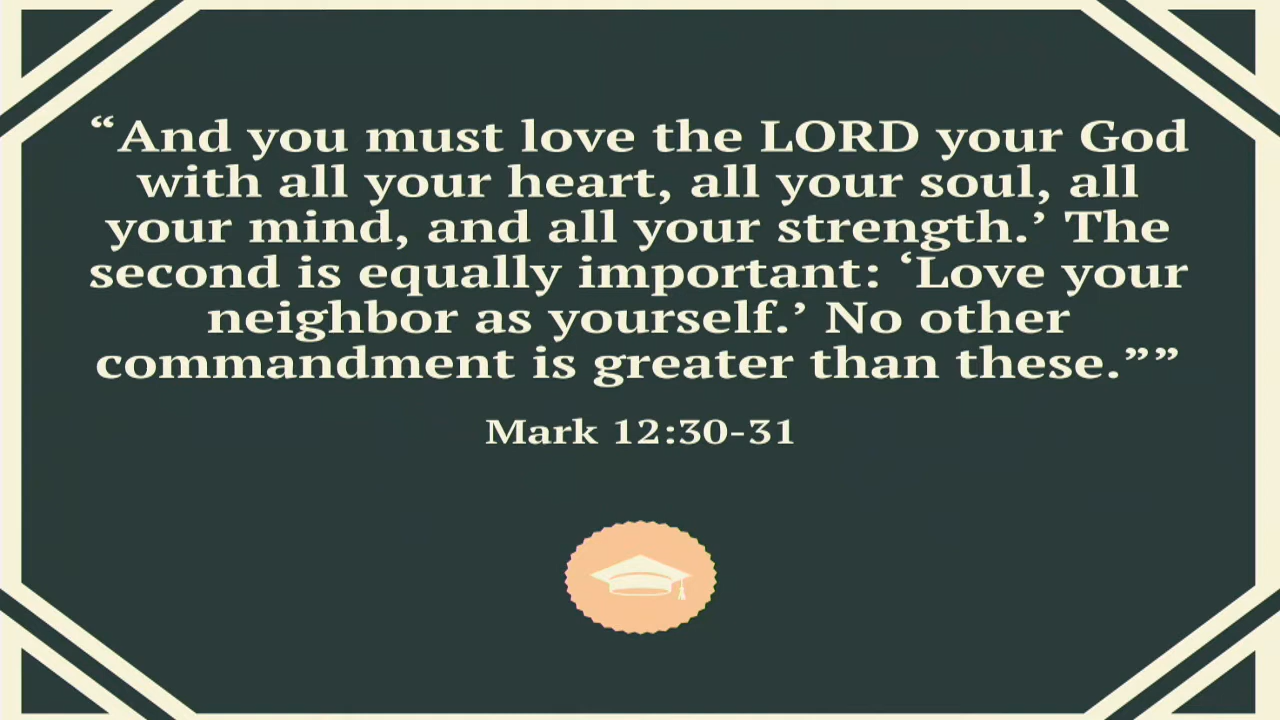 “And you must love the LORD your God
with all your heart, all your soul, all
your mind, and all your strength.’ The
second is equally important: ‘Love your
neighbor as yourself.’ No other
commandment is greater than these.””
Mark 12:30-31